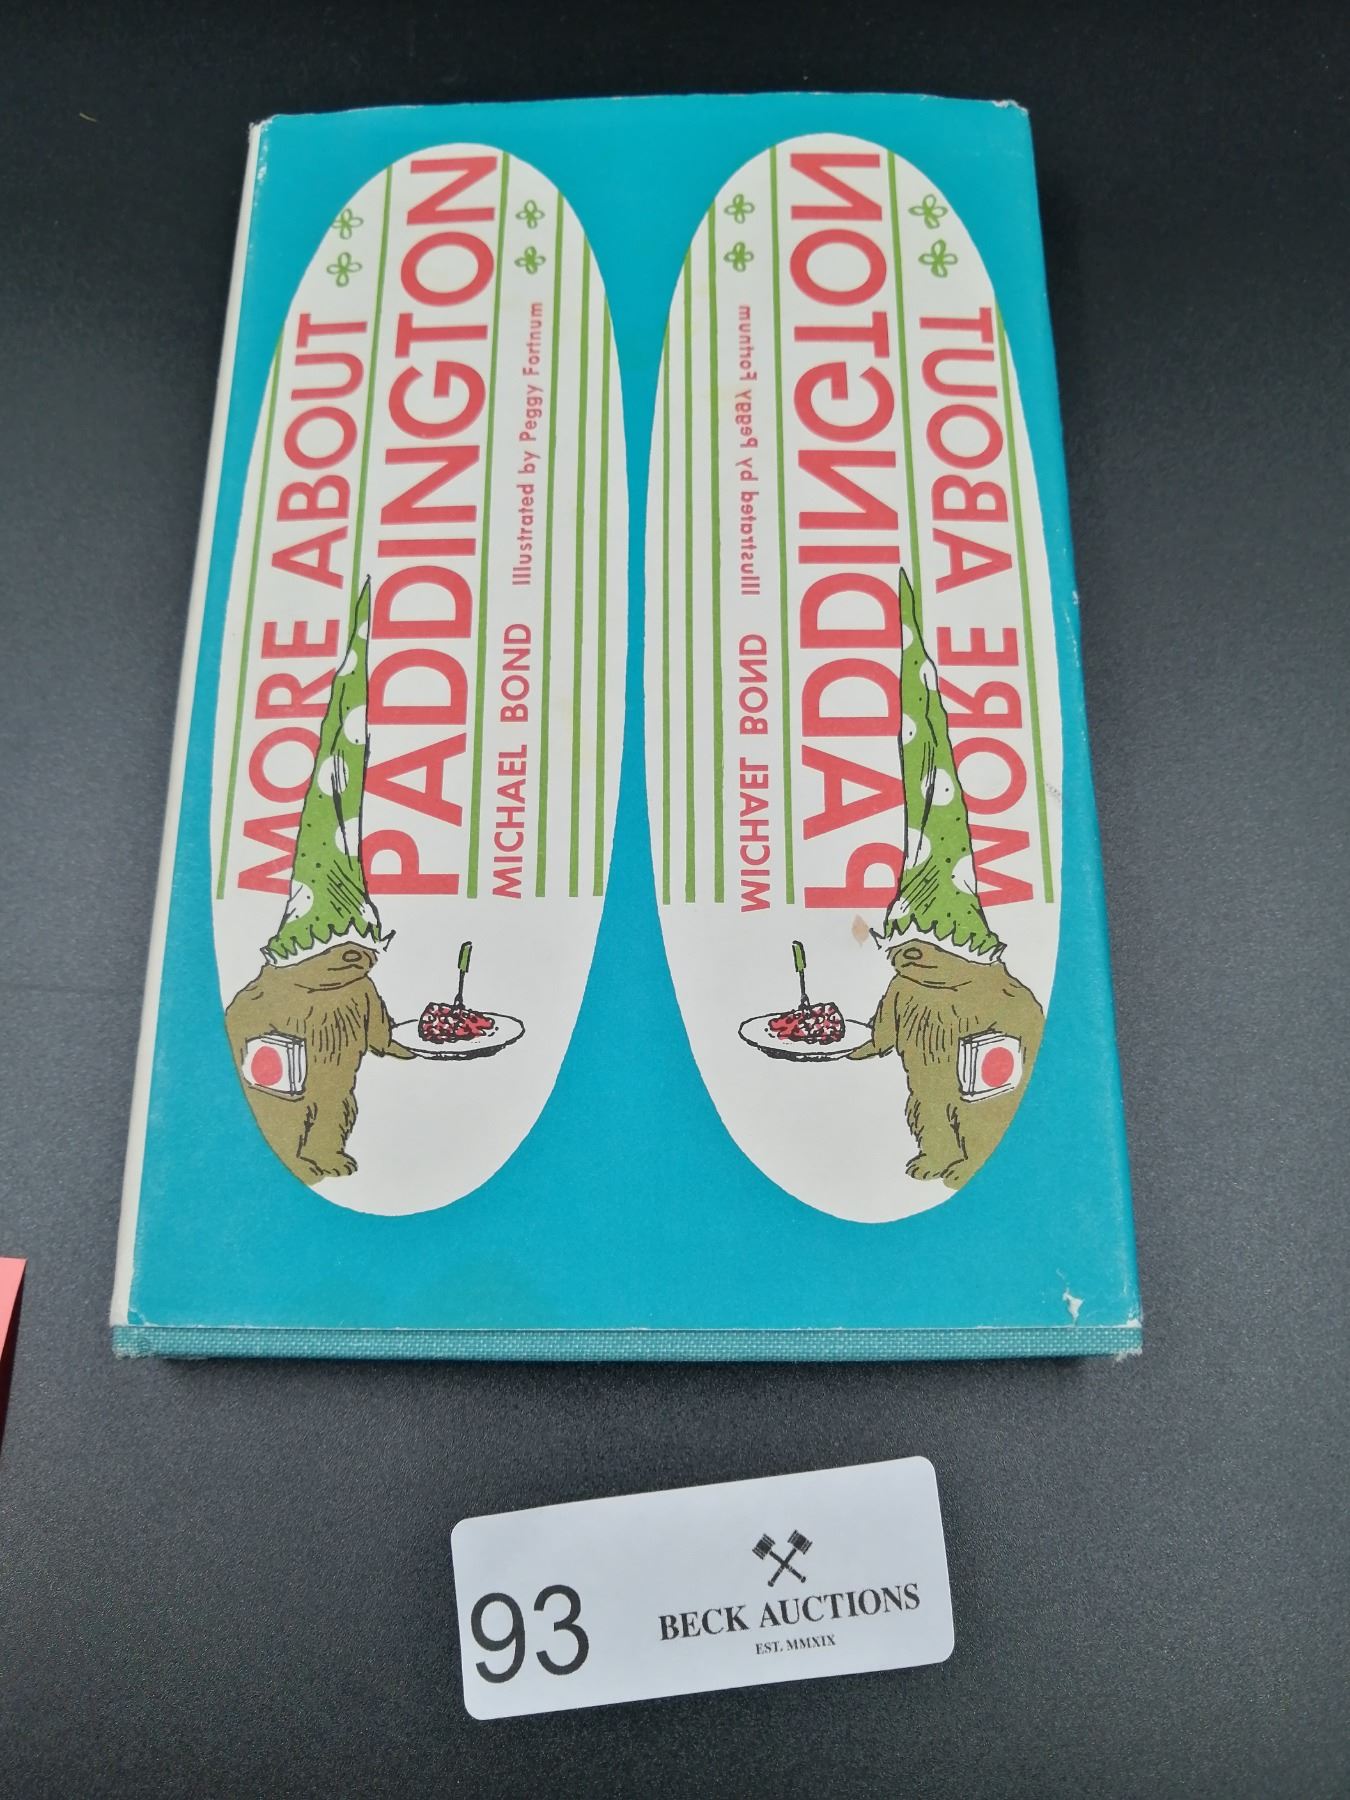 MORE ABOUT
PADDINGTON
MICHAEL BOND Illustrated by Peggy Fortnum
MORE ABOUT
PADDINGTON
MICHAEL BOND Illustrated by Peggy Fortnum
93
BECK AUCTIONS
EST. MMXIX